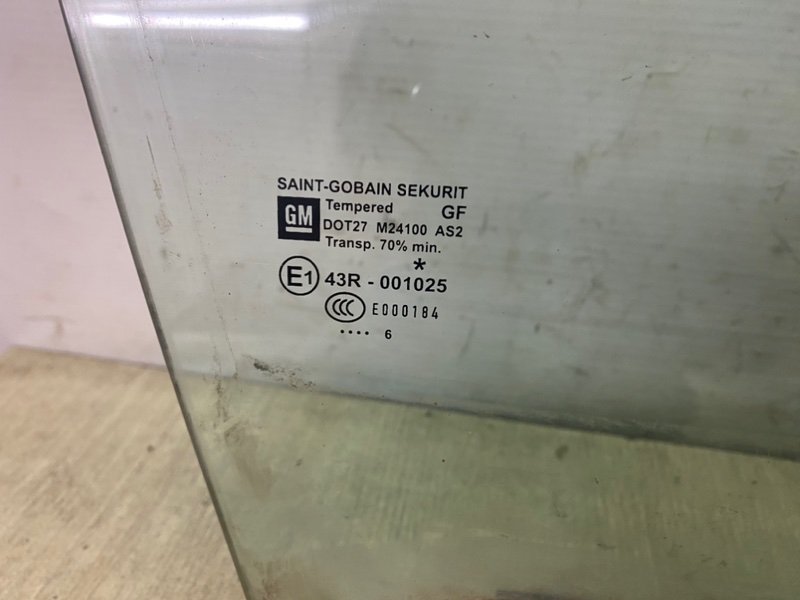 SAINT-GOBAIN SEKURIT
GM Tempered GF
DOT27 M24100 AS2
Transp. 70% min.
*
E1 43R - 001025
CCC E000184
•••• 6